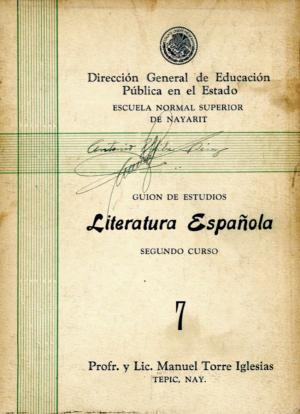 Dirección General de Educación
Pública en el Estado
ESCUELA NORMAL SUPERIOR
DE NAYARIT
Antonio
GUION DE ESTUDIOS
Literatura Española
SEGUNDO CURSO
7
Profr. y Lic. Manuel Torre Iglesias
TEPIC, NAY.